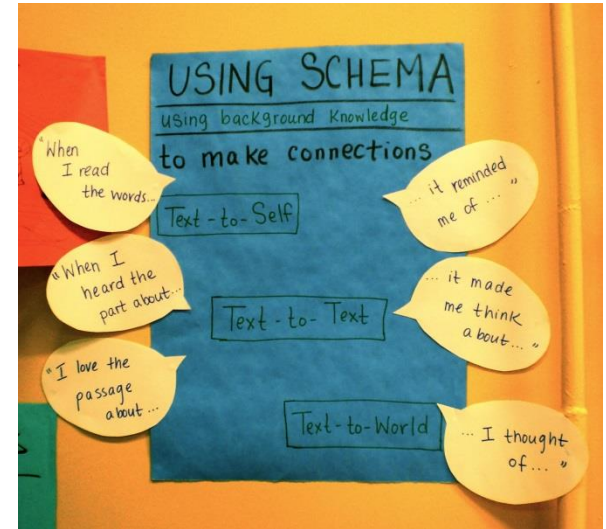 USING SCHEMA
using background Knowledge
to make connections
"When
I read
the words...
... it reminded
me of ... "
Text-to-Self
"When I
heard the
part about...
... it made
me think
about... "
Text-to-Text
"I love the
passage
about ...
Text-to-World
... I thought
of ... "